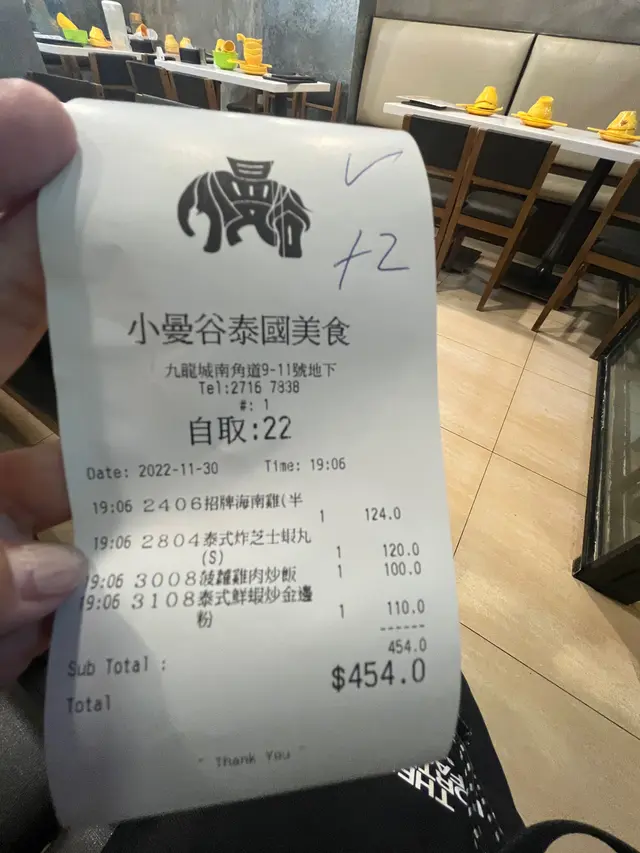 小曼谷
✓
+2
小曼谷泰國美食
九龍城南角道9-11號地下
Tel:2716 7838
#: 1
自取:22
Date: 2022-11-30 Time: 19:06
19:06 2406招牌海南雞(半 1 124.0
19:06 2804泰式炸芝士蝦丸
(S) 1 120.0
19:06 3008菠蘿雞肉炒飯 1 100.0
19:06 3108泰式鮮蝦炒金邊
粉 1 110.0
------
Sub Total : 454.0
Total $454.0
" Thank You "
THE